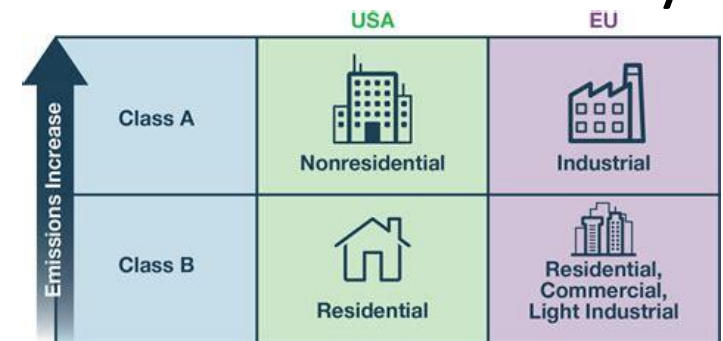 USA
EU
Emissions Increase
Class A
Nonresidential
Industrial
Class B
Residential
Residential,
Commercial,
Light Industrial